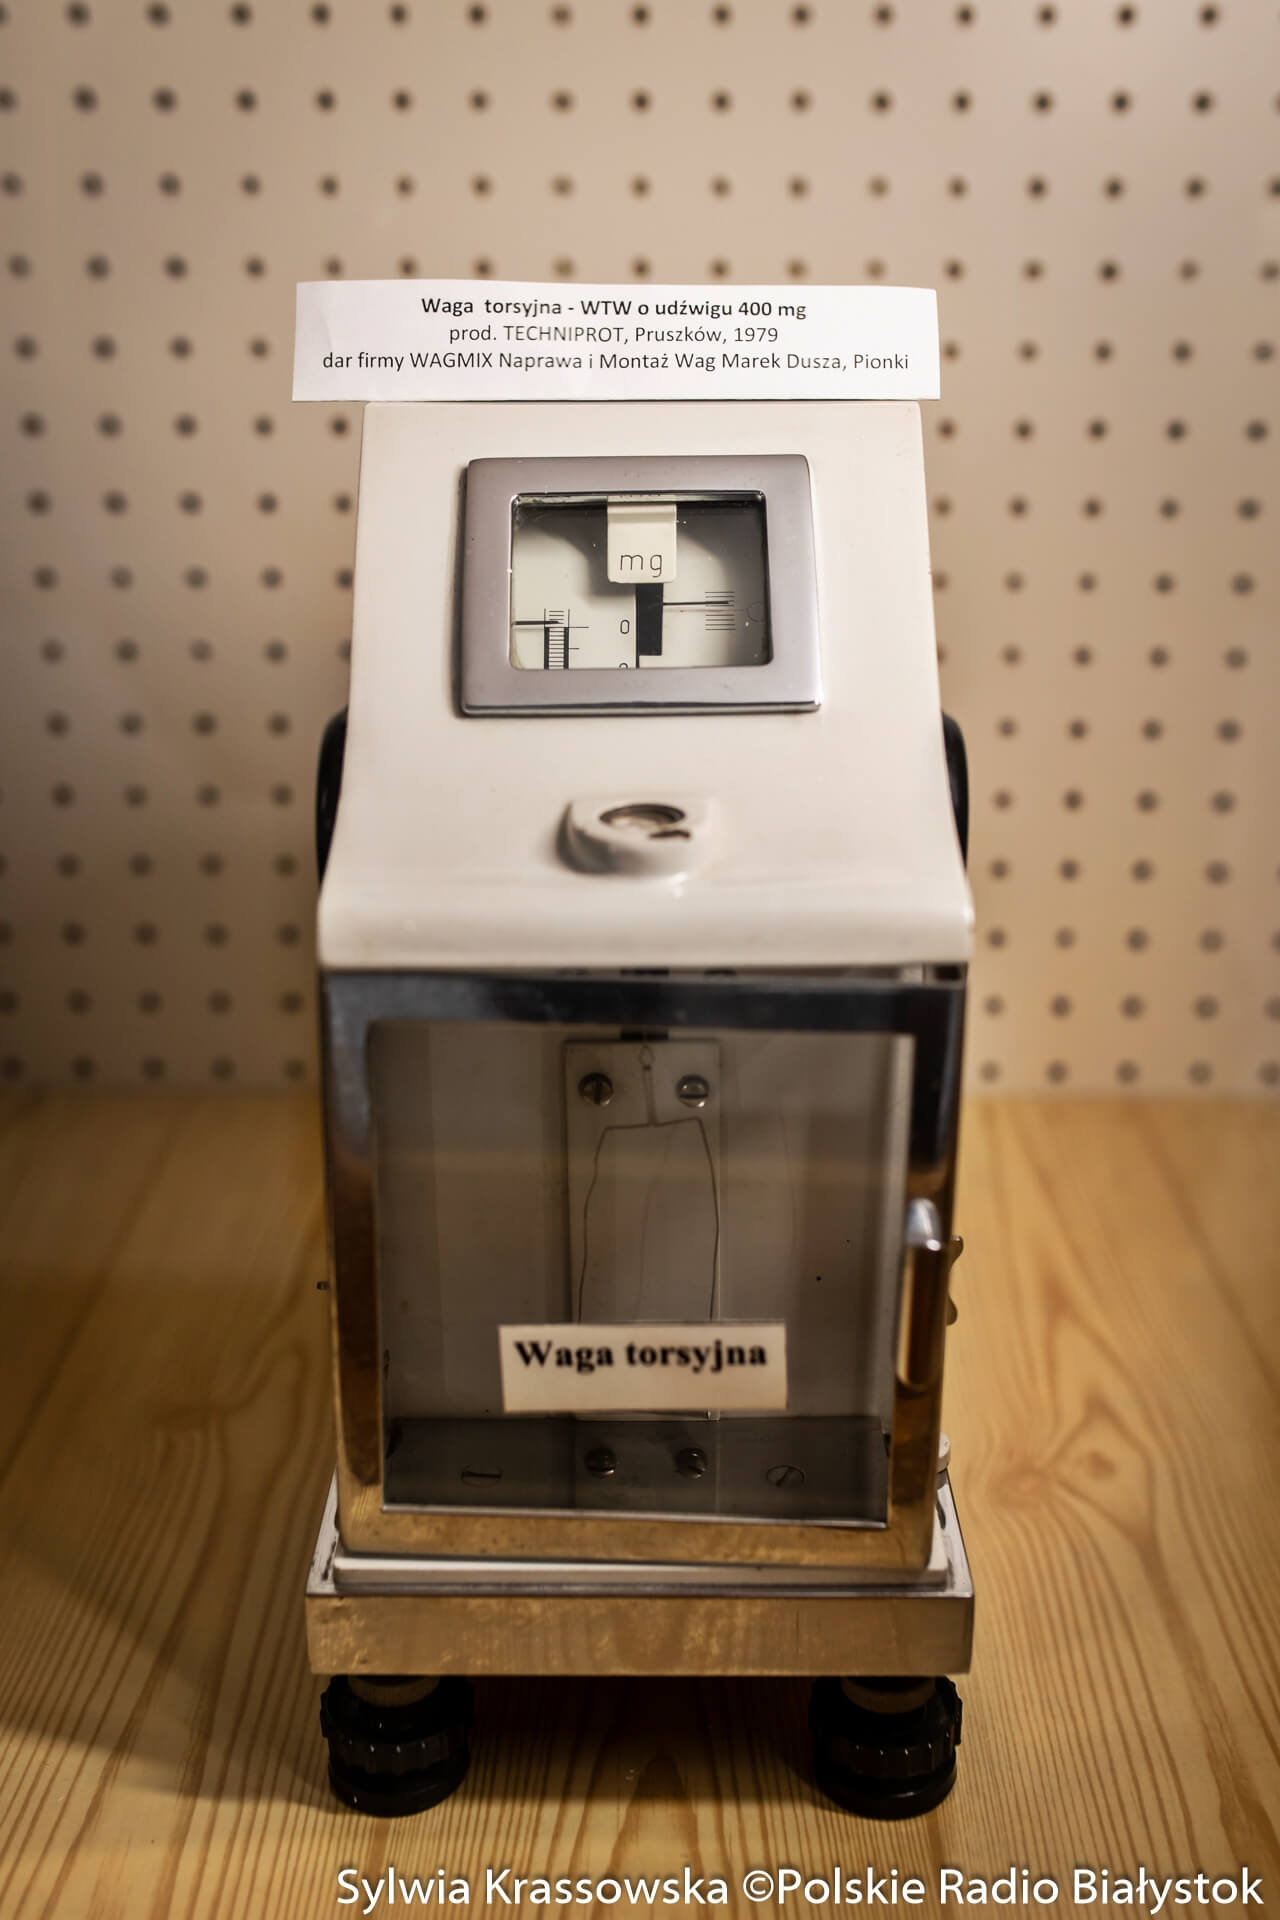 Waga torsyjna - WTW o udźwigu 400 mg
prod. TECHNIPROT, Pruszków, 1979
dar firmy WAGMIX Naprawa i Montaż Wag Marek Dusza, Pionki
mg
0
Waga torsyjna
Sylwia Krassowska ©Polskie Radio Białystok